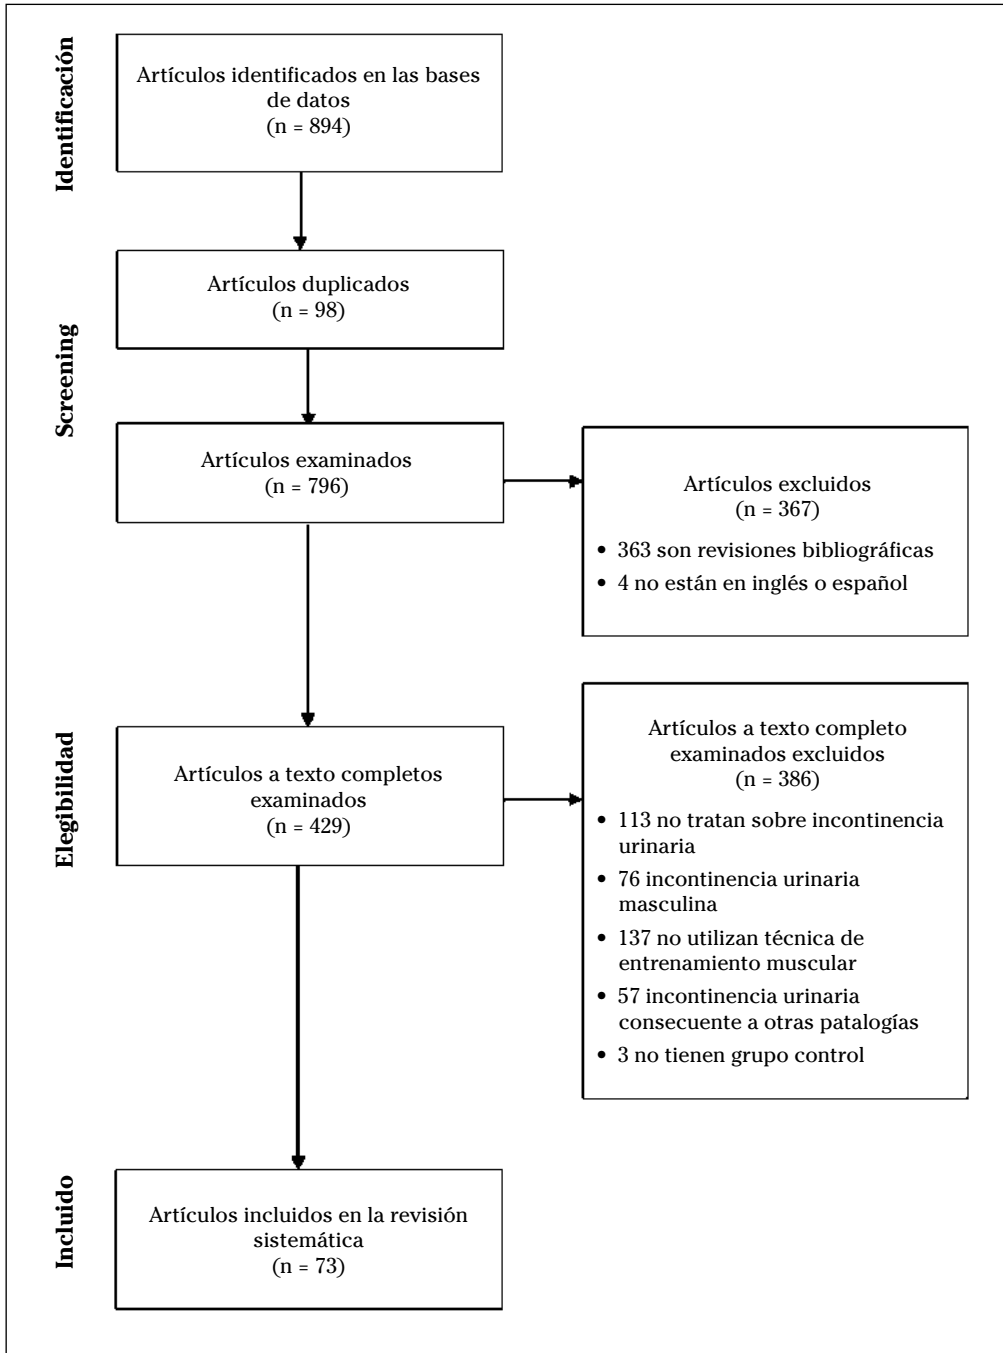 Identificación
Artículos identificados en las bases
de datos
(n = 894)
Screening
Artículos duplicados
(n = 98)
Artículos examinados
(n = 796)
Artículos excluidos
(n = 367)
• 363 son revisiones bibliográficas
• 4 no están en inglés o español
Elegibilidad
Artículos a texto completos
examinados
(n = 429)
Artículos a texto completo
examinados excluidos
(n = 386)
• 113 no tratan sobre incontinencia
urinaria
• 76 incontinencia urinaria
masculina
• 137 no utilizan técnica de
entrenamiento muscular
• 57 incontinencia urinaria
consecuente a otras patalogías
• 3 no tienen grupo control
Incluido
Artículos incluidos en la revisión
sistemática
(n = 73)